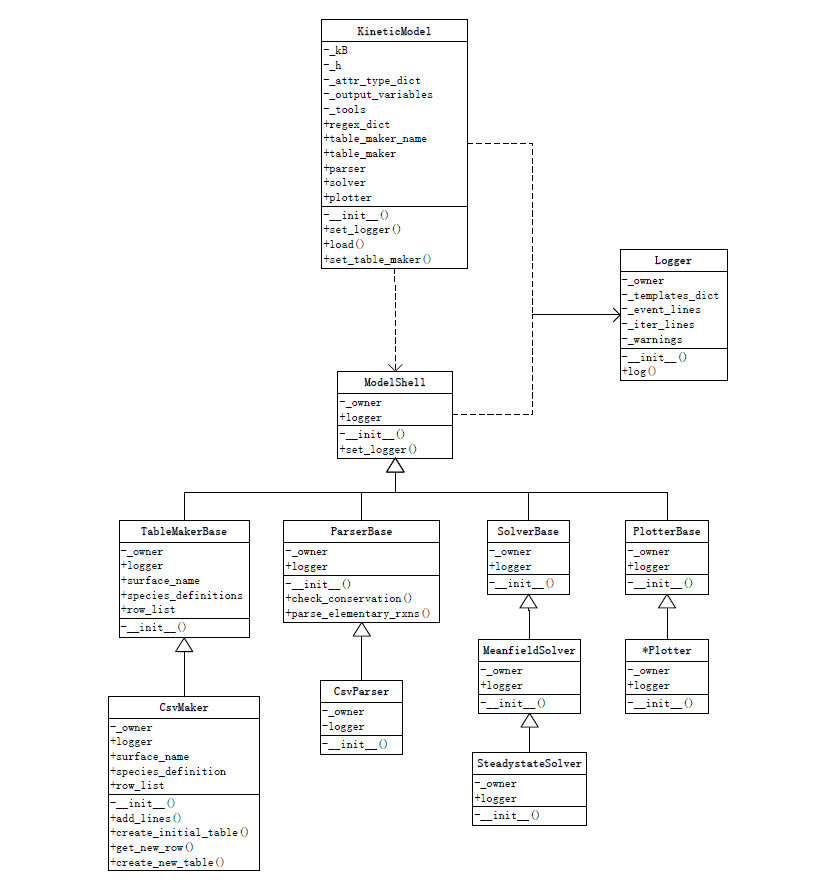 KineticModel
-_kB
-_h
-_attr_type_dict
-_output_variables
-_tools
+regex_dict
+table_maker_name
+table_maker
+parser
+solver
+plotter
-__init__()
+set_logger()
+load()
+set_table_maker()
Logger
-_owner
-_templates_dict
-_event_lines
-_iter_lines
-_warnings
-__init__()
+log()
ModelShell
-_owner
+logger
-__init__()
+set_logger()
TableMakerBase
-_owner
+logger
+surface_name
+species_definitions
+row_list
-__init__()
ParserBase
-_owner
+logger
-__init__()
+check_conservation()
+parse_elementary_rxns()
SolverBase
-_owner
+logger
-__init__()
PlotterBase
-_owner
+logger
-__init__()
CsvMaker
-_owner
+logger
+surface_name
+species_definition
+row_list
-__init__()
+add_lines()
+create_initial_table()
+get_new_row()
+create_new_table()
CsvParser
-_owner
-logger
-__init__()
MeanfieldSolver
-_owner
+logger
-__init__()
*Plotter
-_owner
+logger
-__init__()
SteadystateSolver
-_owner
+logger
-__init__()